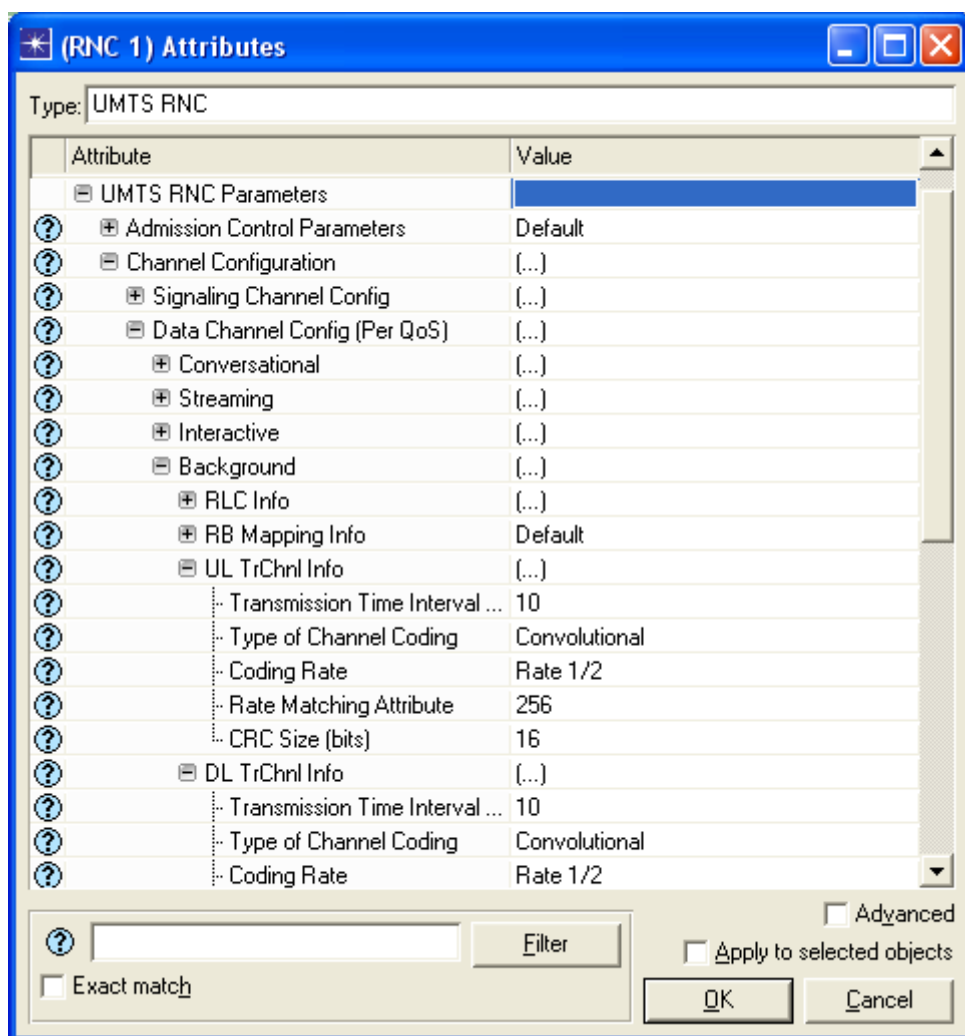 (RNC 1) Attributes
Type: UMTS RNC
Attribute Value
UMTS RNC Parameters
Admission Control Parameters Default
Channel Configuration (...)
Signaling Channel Config (...)
Data Channel Config (Per QoS) (...)
Conversational (...)
Streaming (...)
Interactive (...)
Background (...)
RLC Info (...)
RB Mapping Info Default
UL TrChnl Info (...)
Transmission Time Interval ... 10
Type of Channel Coding Convolutional
Coding Rate Rate 1/2
Rate Matching Attribute 256
CRC Size (bits) 16
DL TrChnl Info (...)
Transmission Time Interval ... 10
Type of Channel Coding Convolutional
Coding Rate Rate 1/2
Advanced
Filter
Apply to selected objects
Exact match
OK Cancel